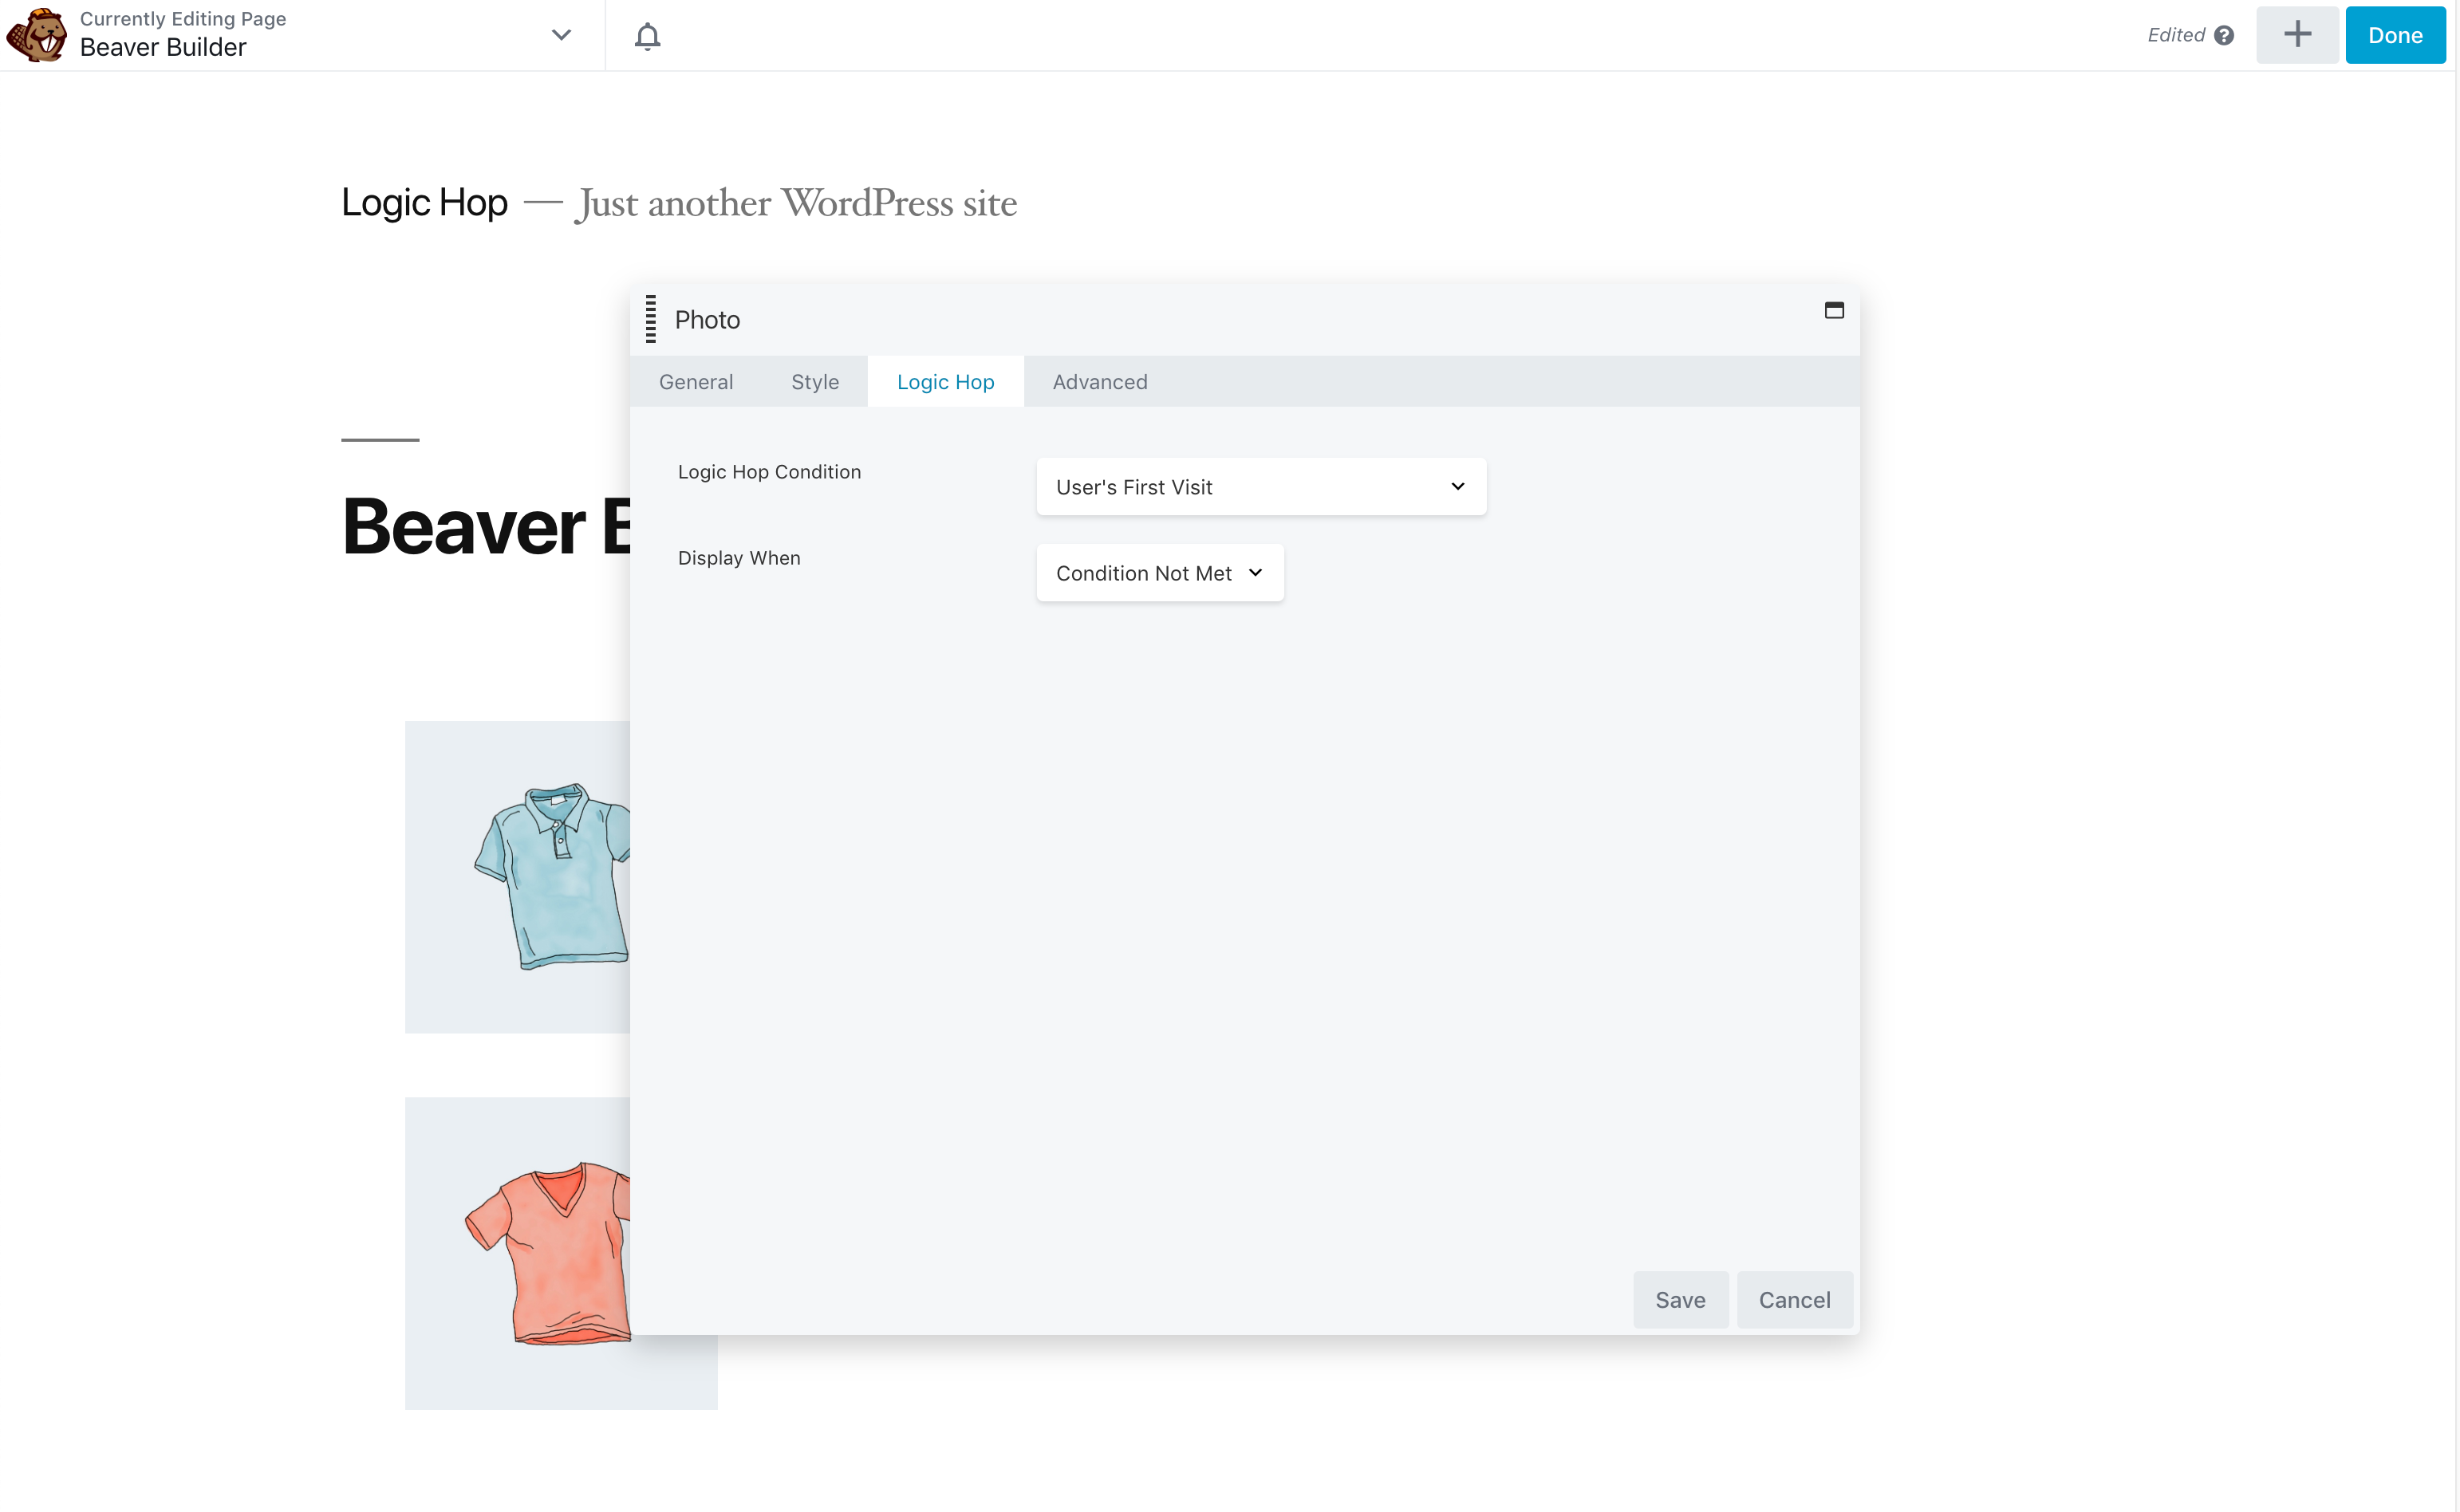 Currently Editing Page
Beaver Builder
Edited
Done
Logic Hop — Just another WordPress site
Photo
General Style Logic Hop Advanced
Logic Hop Condition User's First Visit
Beaver B
Display When Condition Not Met
Save Cancel